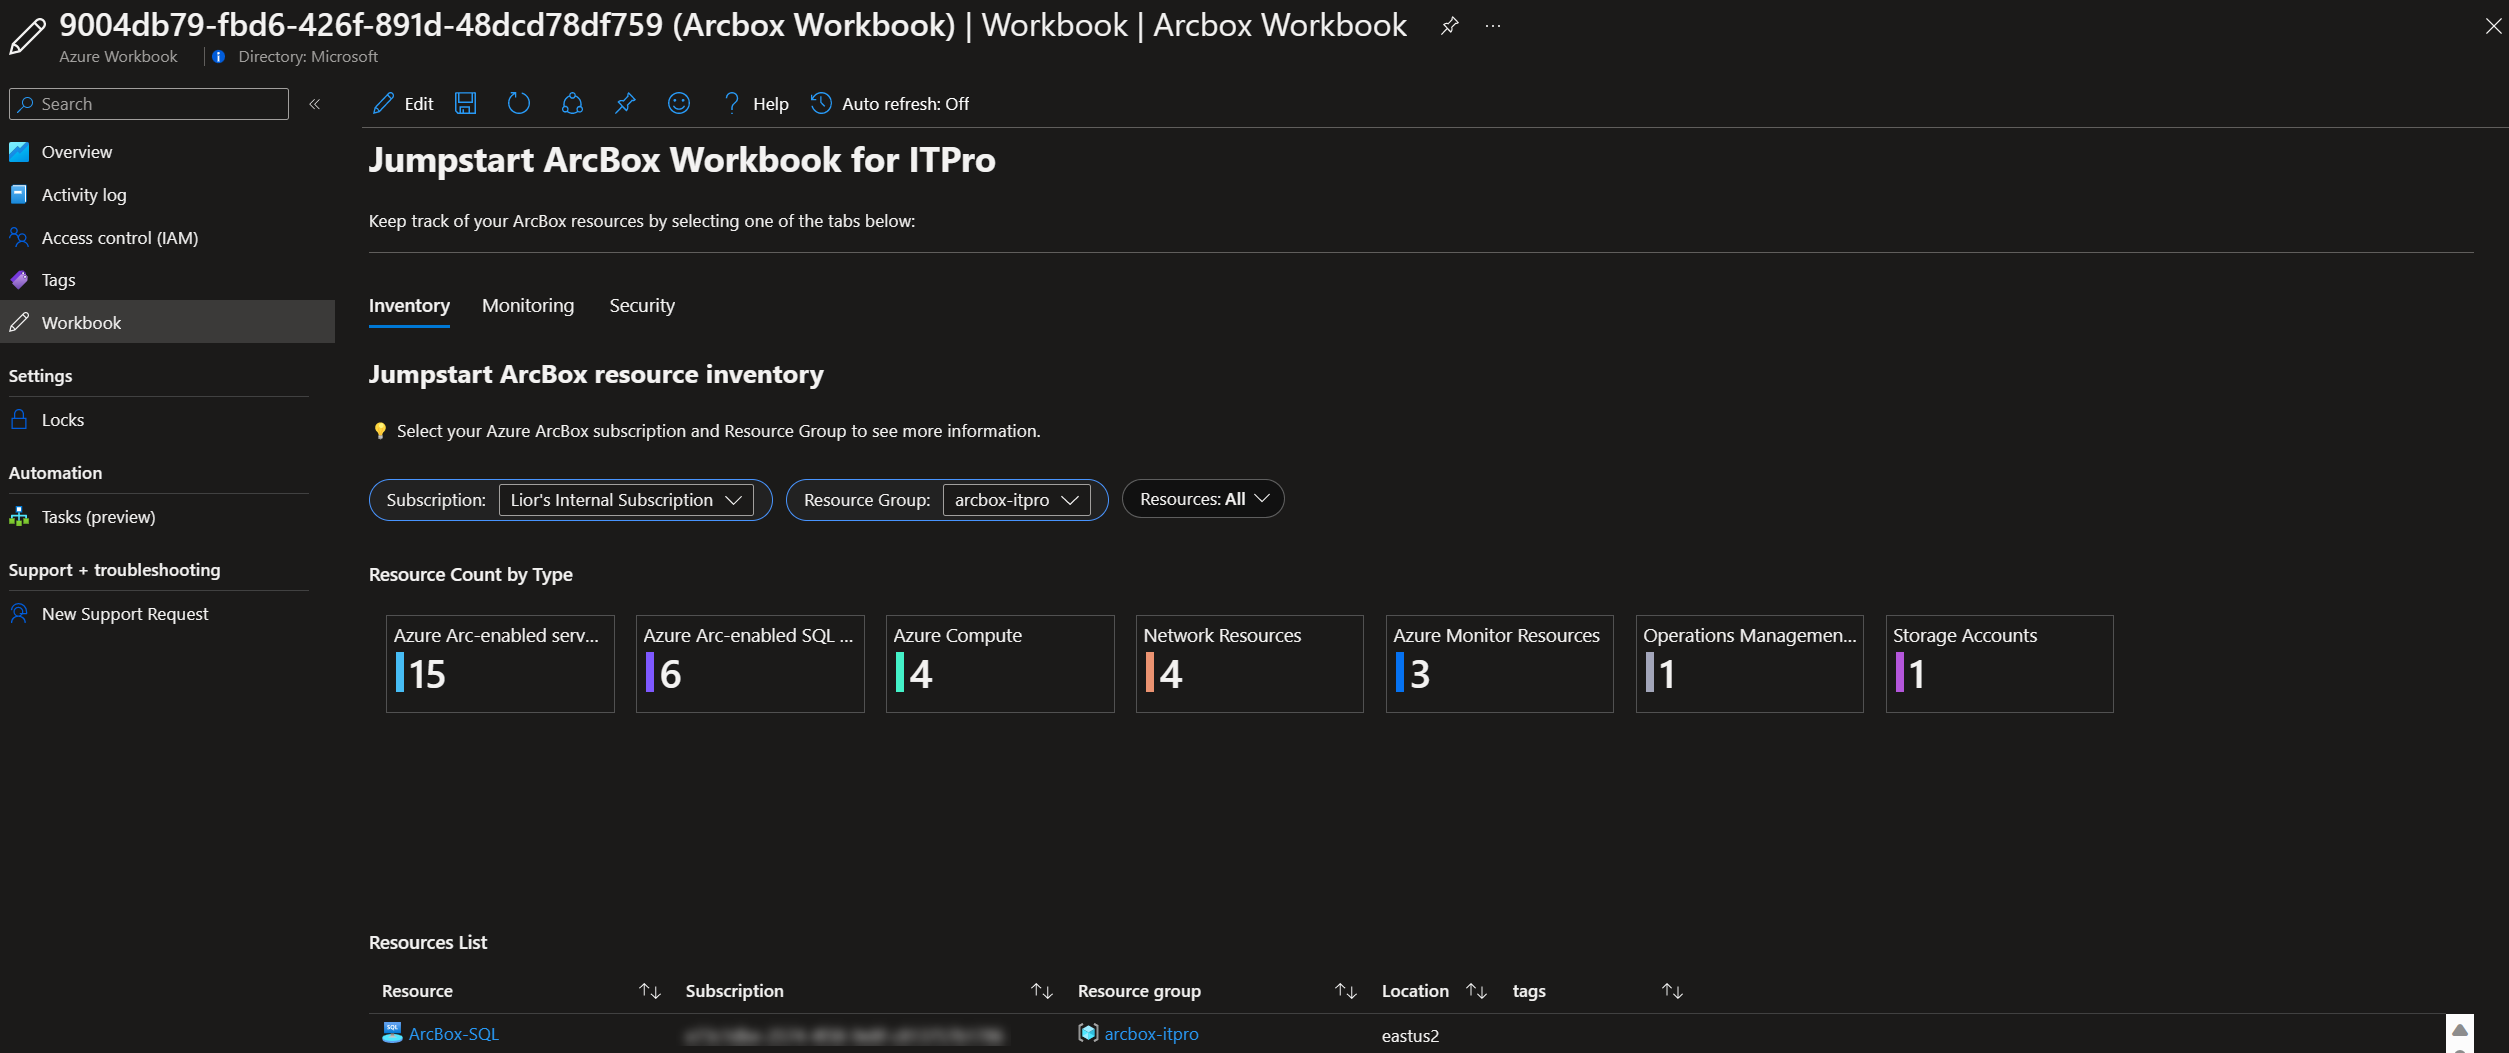 9004db79-fbd6-426f-891d-48dcd78df759 (Arcbox Workbook) | Workbook | Arcbox Workbook
Azure Workbook
Directory: Microsoft
Search
Overview
Activity log
Access control (IAM)
Tags
Workbook
Settings
Locks
Automation
Tasks (preview)
Support + troubleshooting
New Support Request
Edit Help Auto refresh: Off
Jumpstart ArcBox Workbook for ITPro
Keep track of your ArcBox resources by selecting one of the tabs below:
Inventory Monitoring Security
Jumpstart ArcBox resource inventory
Select your Azure ArcBox subscription and Resource Group to see more information.
Subscription: Lior's Internal Subscription Resource Group: arcbox-itpro Resources: All
Resource Count by Type
Azure Arc-enabled serv...
15
Azure Arc-enabled SQL ...
6
Azure Compute
4
Network Resources
4
Azure Monitor Resources
3
Operations Managemen...
1
Storage Accounts
1
Resources List
Resource Subscription Resource group Location tags
ArcBox-SQL arcbox-itpro eastus2